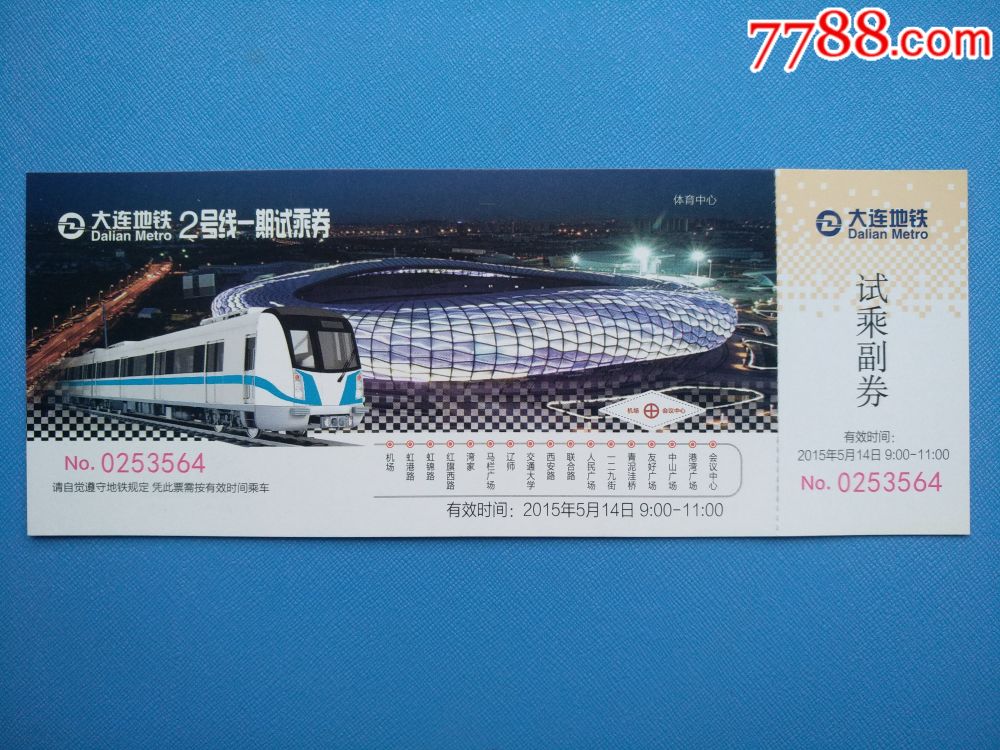 7788.com
大连地铁 2号线一期试乘券
Dalian Metro
体育中心
机场 会议中心
No. 0253564
请自觉遵守地铁规定 凭此票需按有效时间乘车
机场
虹港路
虹锦路
红旗西路
湾家
马栏广场
辽师
交通大学
西安路
联合路
人民广场
一二九街
青泥洼桥
友好广场
中山广场
港湾广场
会议中心
有效时间：2015年5月14日 9:00-11:00
大连地铁
Dalian Metro
试乘副券
有效时间：
2015年5月14日 9:00-11:00
No. 0253564